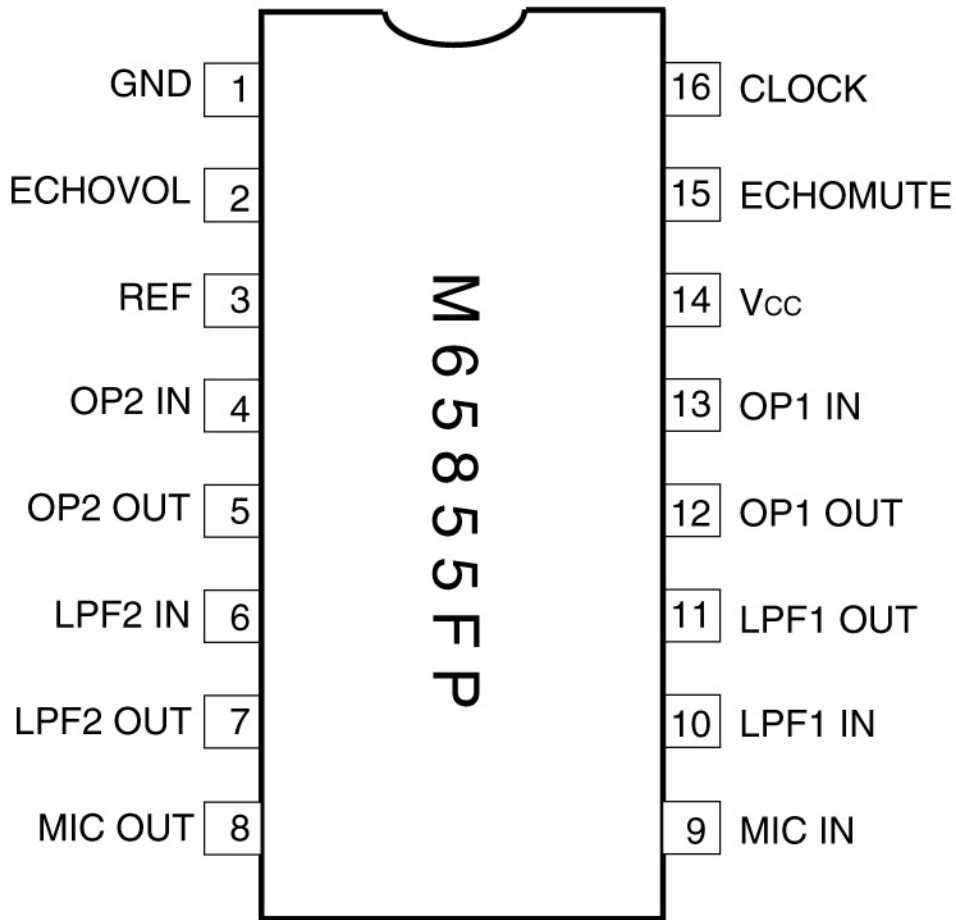 GND 1
ECHOVOL 2
REF 3
OP2 IN 4
OP2 OUT 5
LPF2 IN 6
LPF2 OUT 7
MIC OUT 8
M65855FP
16 CLOCK
15 ECHOMUTE
14 Vcc
13 OP1 IN
12 OP1 OUT
11 LPF1 OUT
10 LPF1 IN
9 MIC IN